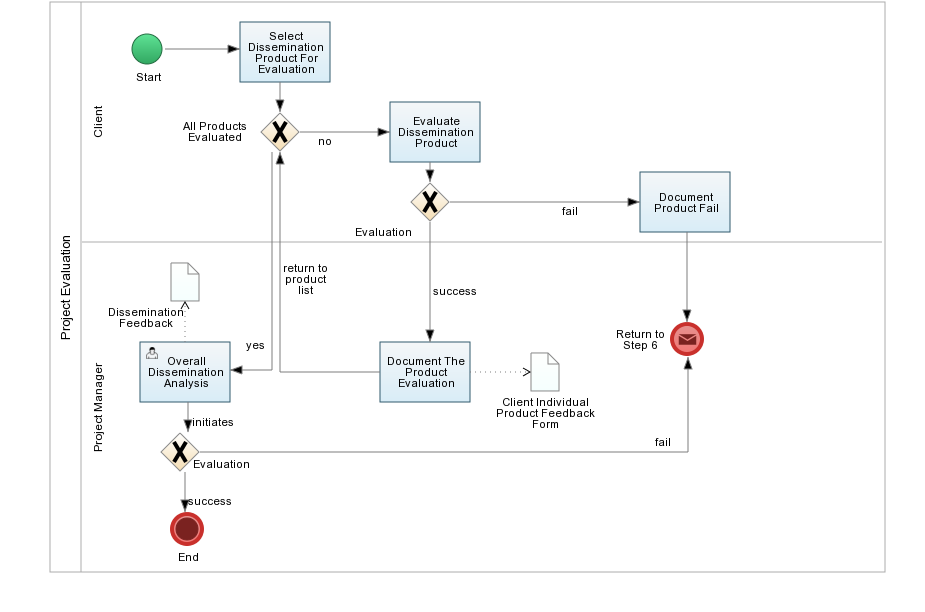 Project Evaluation
Client
Start
Select
Dissemination
Product For
Evaluation
All Products
Evaluated
no
Evaluate
Dissemination
Product
Evaluation
fail
Document
Product Fail
Project Manager
return to
product
list
success
Dissemination
Feedback
yes
Overall
Dissemination
Analysis
Document The
Product
Evaluation
Client Individual
Product Feedback
Form
Return to
Step 6
initiates
Evaluation
fail
success
End